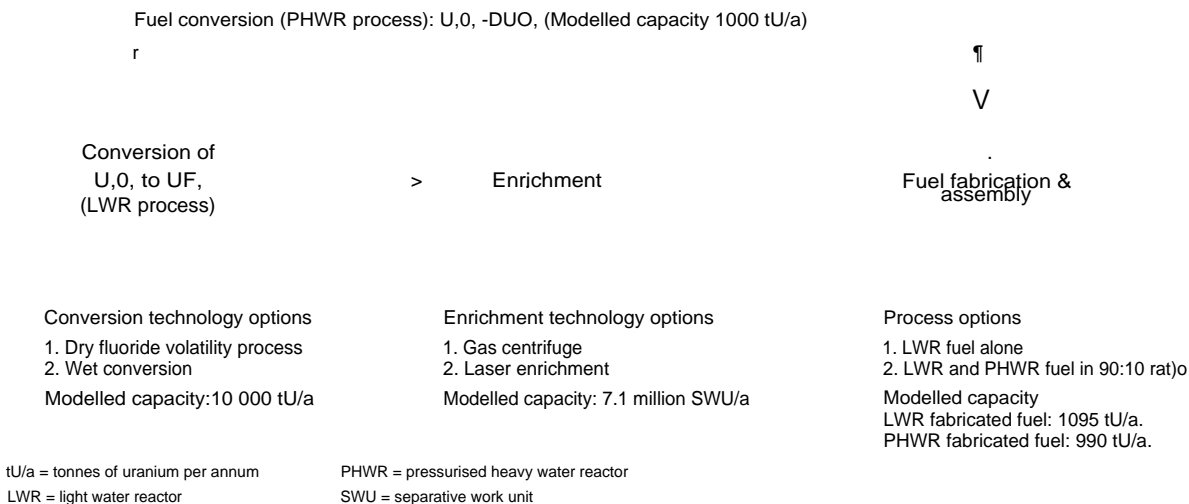 Fuel conversion (PHWR process): U,0, -DUO, (Modelled capacity 1000 tU/a)
r ¶
V
Conversion of
U,0, to UF,
(LWR process)
> Enrichment
.
Fuel fabrication &
assembly
Conversion technology options
1. Dry fluoride volatility process
2. Wet conversion
Modelled capacity:10 000 tU/a
Enrichment technology options
1. Gas centrifuge
2. Laser enrichment
Modelled capacity: 7.1 million SWU/a
Process options
1. LWR fuel alone
2. LWR and PHWR fuel in 90:10 rat)o
Modelled capacity
LWR fabricated fuel: 1095 tU/a.
PHWR fabricated fuel: 990 tU/a.
tU/a = tonnes of uranium per annum
LWR = light water reactor
PHWR = pressurised heavy water reactor
SWU = separative work unit